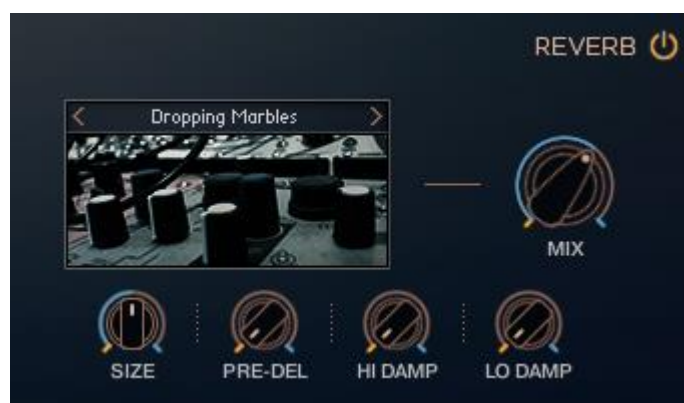 REVERB
Dropping Marbles
MIX
SIZE
PRE-DEL
HI DAMP
LO DAMP